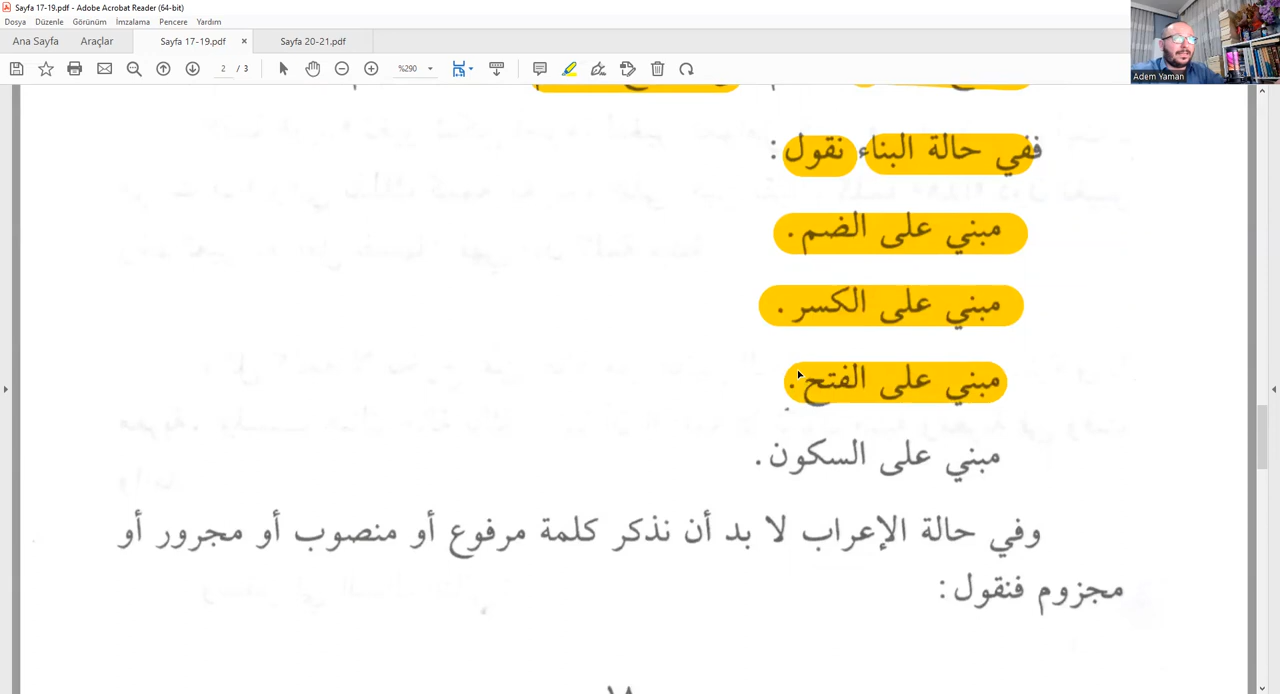 Sayfa 17-19.pdf - Adobe Acrobat Reader (64-bit)
Dosya Düzenle Görünüm İmzalama Pencere Yardım
Ana Sayfa Araçlar Sayfa 17-19.pdf × Sayfa 20-21.pdf
2 / 3 %290
Adem Yaman
ففي حالة البناء نقول :
مبني على الضم .
مبني على الكسر .
مبني على الفتح .
مبني على السكون .
وفي حالة الإعراب لا بد أن نذكر كلمة مرفوع أو منصوب أو مجرور أو
مجزوم فنقول :